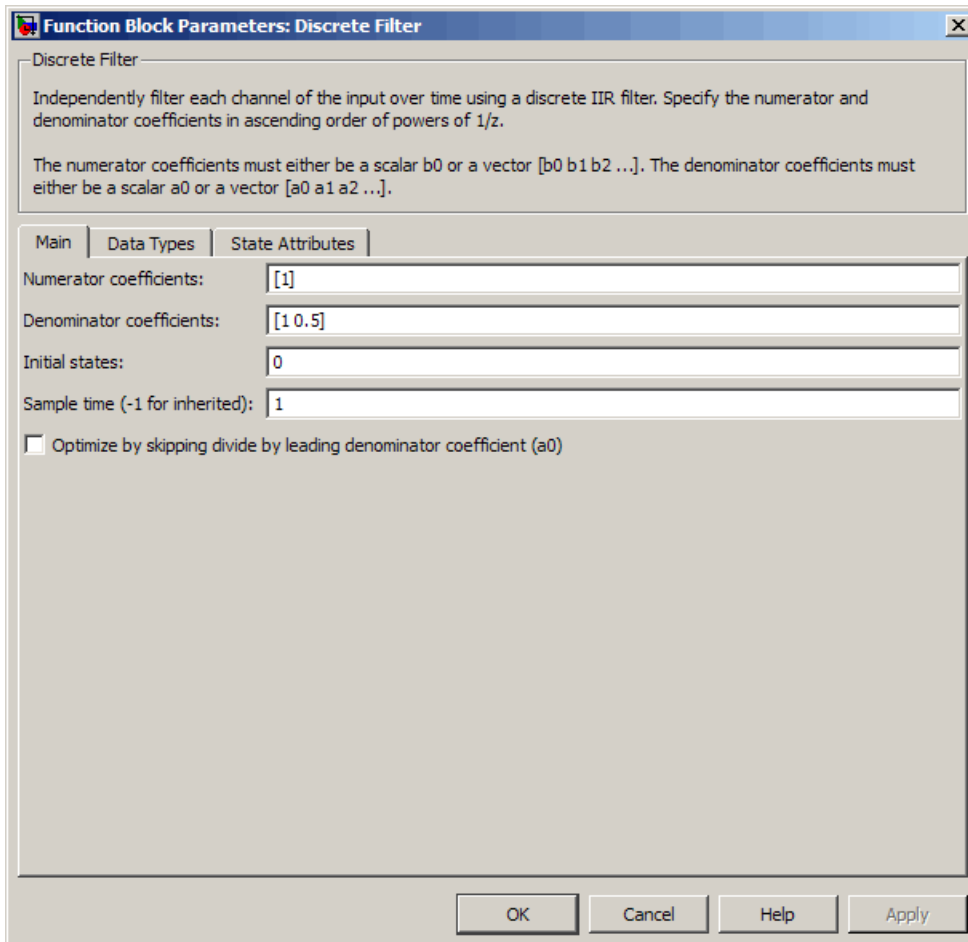 Function Block Parameters: Discrete Filter
Discrete Filter
Independently filter each channel of the input over time using a discrete IIR filter. Specify the numerator and
denominator coefficients in ascending order of powers of 1/z.
The numerator coefficients must either be a scalar b0 or a vector [b0 b1 b2 ...]. The denominator coefficients must
either be a scalar a0 or a vector [a0 a1 a2 ...].
Main Data Types State Attributes
Numerator coefficients: [1]
Denominator coefficients: [1 0.5]
Initial states: 0
Sample time (-1 for inherited): 1
Optimize by skipping divide by leading denominator coefficient (a0)
OK Cancel Help Apply